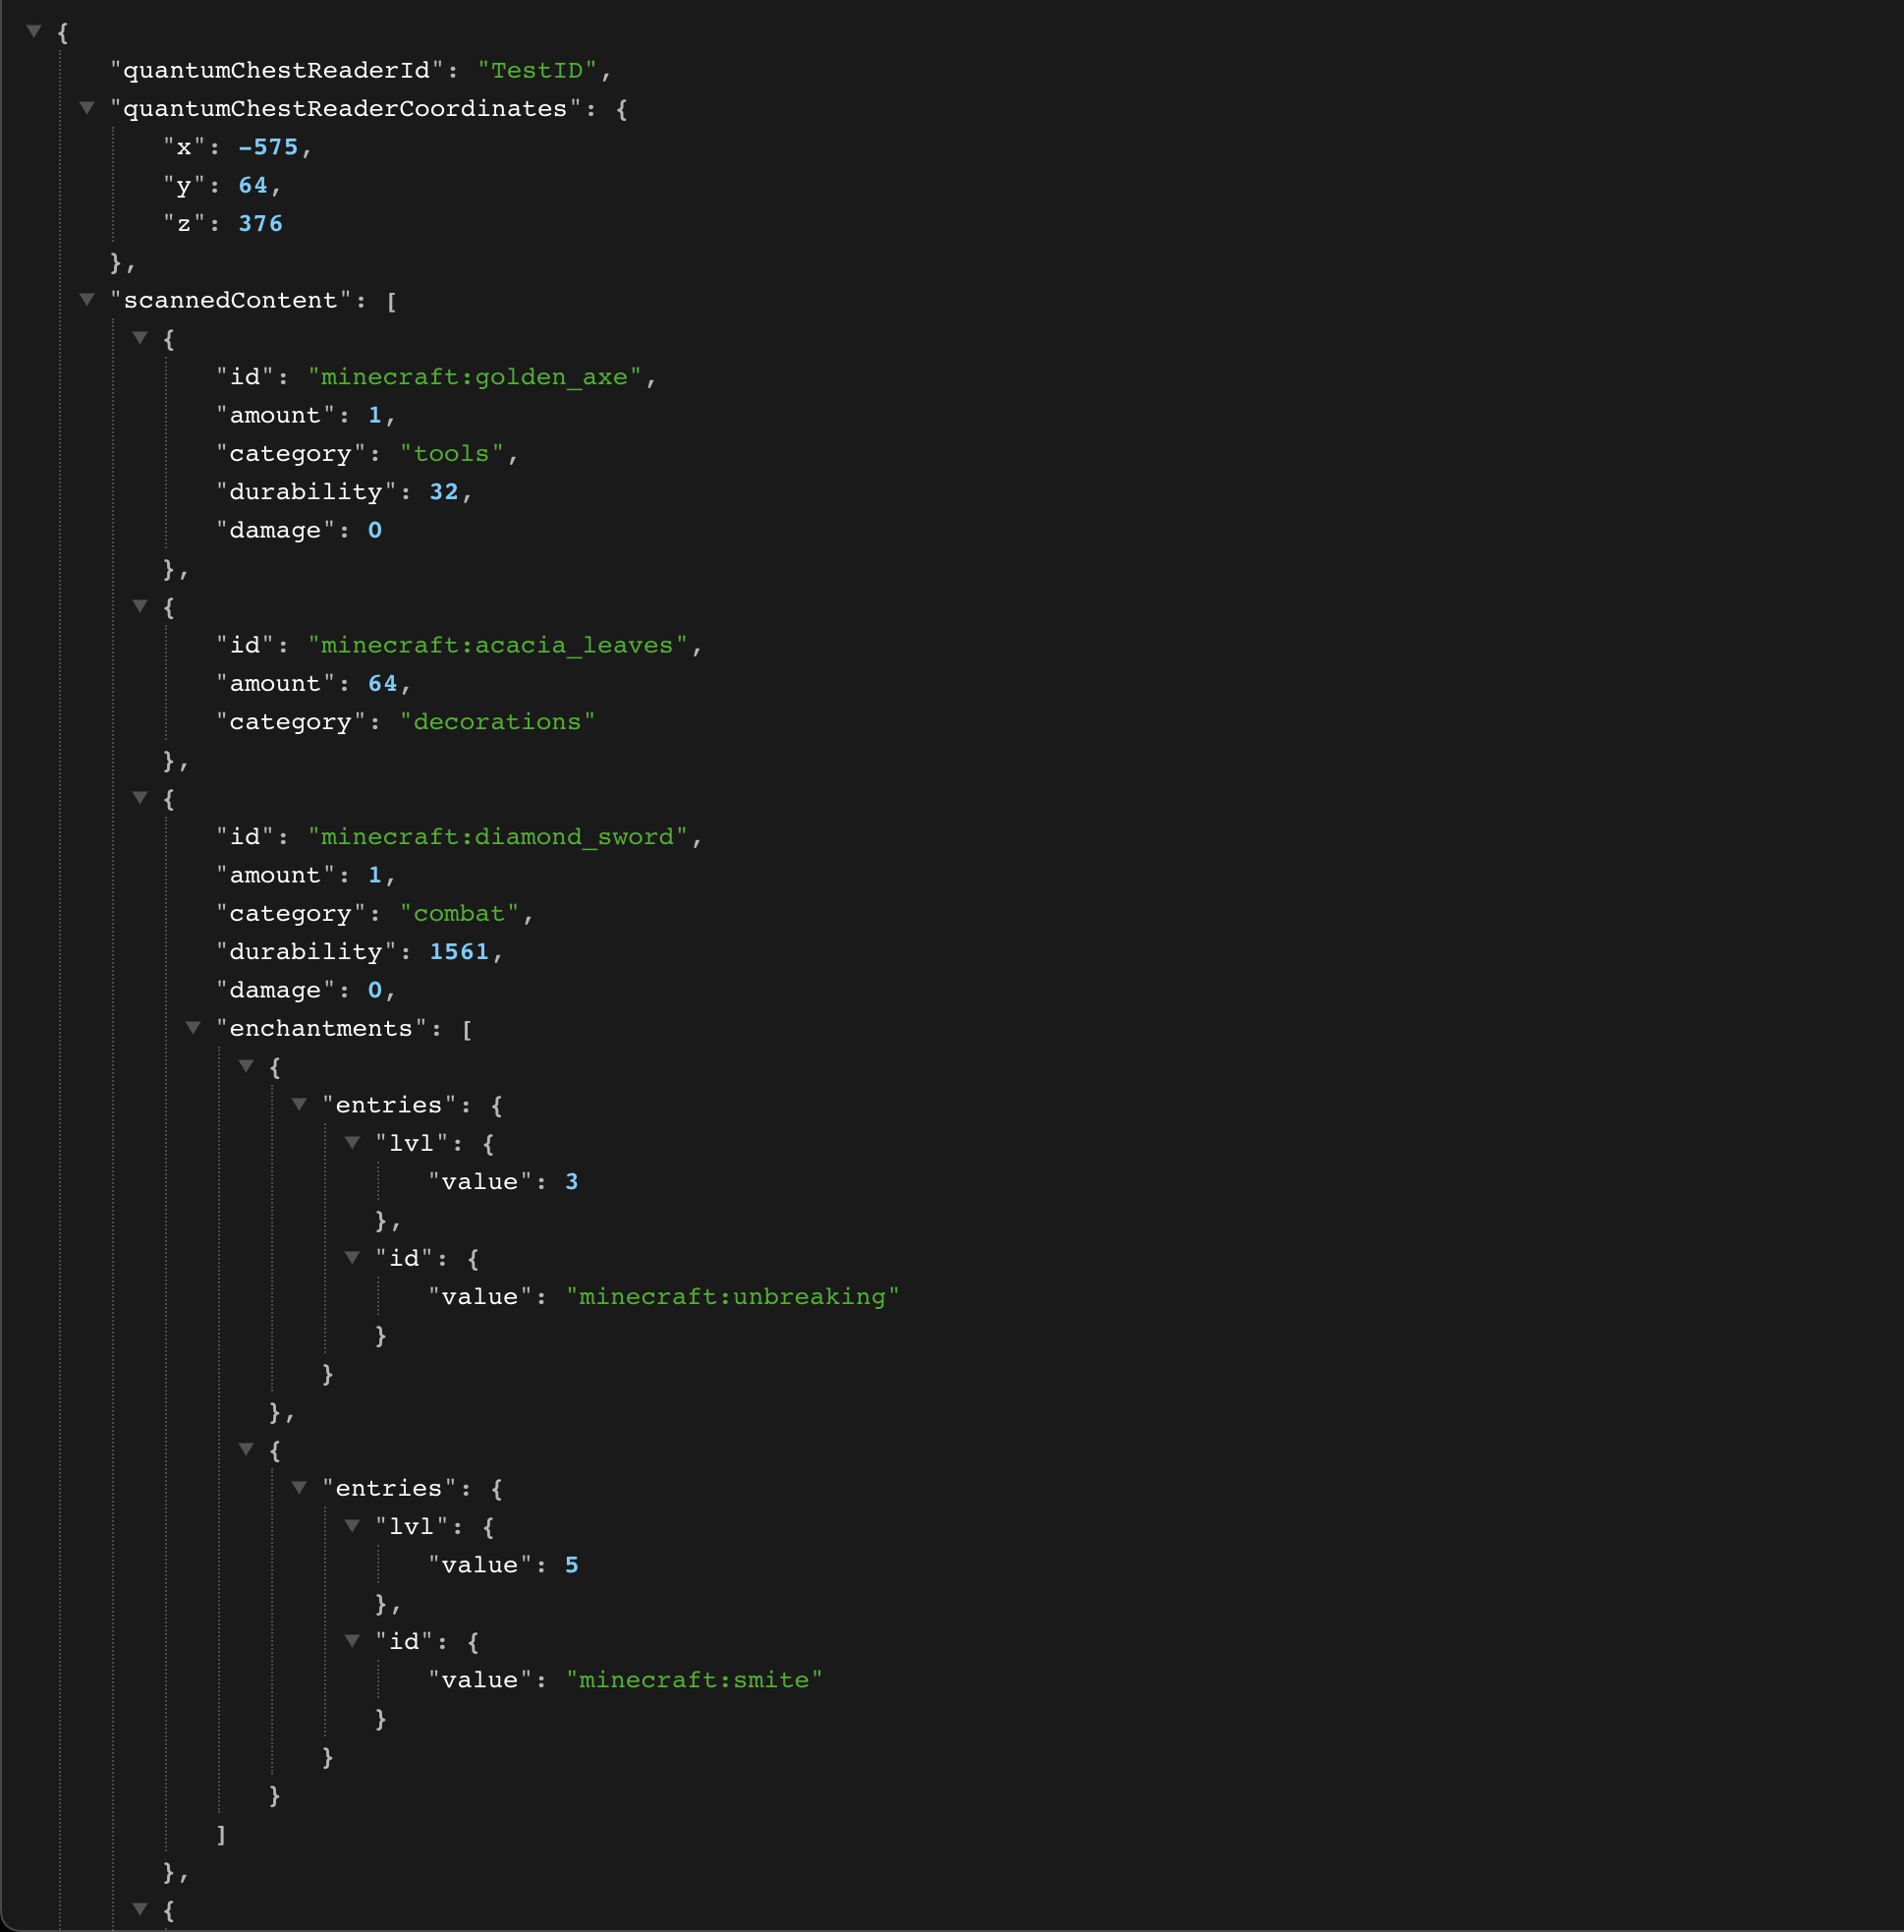 {
"quantumChestReaderId": "TestID",
"quantumChestReaderCoordinates": {
"x": -575,
"y": 64,
"z": 376
},
"scannedContent": [
{
"id": "minecraft:golden_axe",
"amount": 1,
"category": "tools",
"durability": 32,
"damage": 0
},
{
"id": "minecraft:acacia_leaves",
"amount": 64,
"category": "decorations"
},
{
"id": "minecraft:diamond_sword",
"amount": 1,
"category": "combat",
"durability": 1561,
"damage": 0,
"enchantments": [
{
"entries": {
"lvl": {
"value": 3
},
"id": {
"value": "minecraft:unbreaking"
}
}
},
{
"entries": {
"lvl": {
"value": 5
},
"id": {
"value": "minecraft:smite"
}
}
}
]
},
{